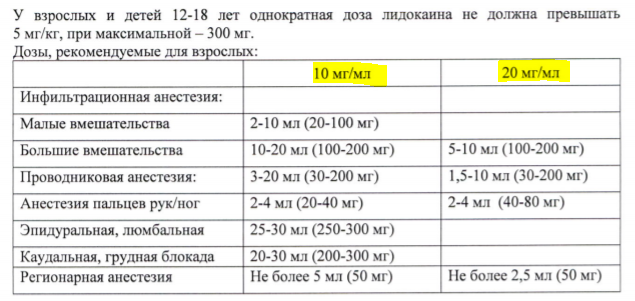 У взрослых и детей 12-18 лет однократная доза лидокаина не должна превышать
5 мг/кг, при максимальной – 300 мг.
Дозы, рекомендуемые для взрослых:
10 мг/мл 20 мг/мл
Инфильтрационная анестезия:
Малые вмешательства 2-10 мл (20-100 мг)
Большие вмешательства 10-20 мл (100-200 мг) 5-10 мл (100-200 мг)
Проводниковая анестезия: 3-20 мл (30-200 мг) 1,5-10 мл (30-200 мг)
Анестезия пальцев рук/ног 2-4 мл (20-40 мг) 2-4 мл (40-80 мг)
Эпидуральная, люмбальная 25-30 мл (250-300 мг)
Каудальная, грудная блокада 20-30 мл (200-300 мг)
Регионарная анестезия Не более 5 мл (50 мг) Не более 2,5 мл (50 мг)